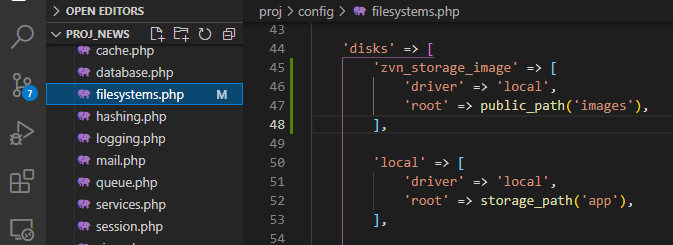 OPEN EDITORS
PROJ_NEWS
cache.php
database.php
filesystems.php M
hashing.php
logging.php
mail.php
queue.php
services.php
session.php
7
proj > config > filesystems.php
43
44 'disks' => [
45 'zvn_storage_image' => [
46 'driver' => 'local',
47 'root' => public_path('images'),
48 ],
49
50 'local' => [
51 'driver' => 'local',
52 'root' => storage_path('app'),
53 ],
54